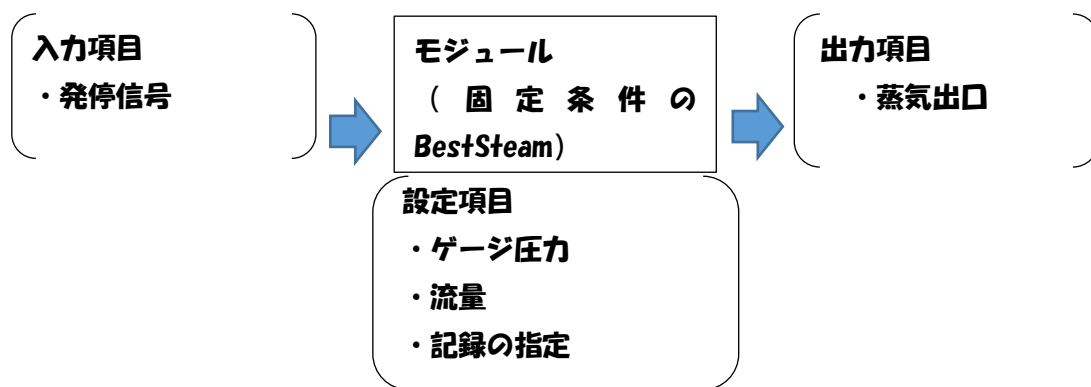 入力項目
・発停信号
モジュール
（固定条件の
BestSteam）
設定項目
・ゲージ圧力
・流量
・記録の指定
出力項目
・蒸気出口